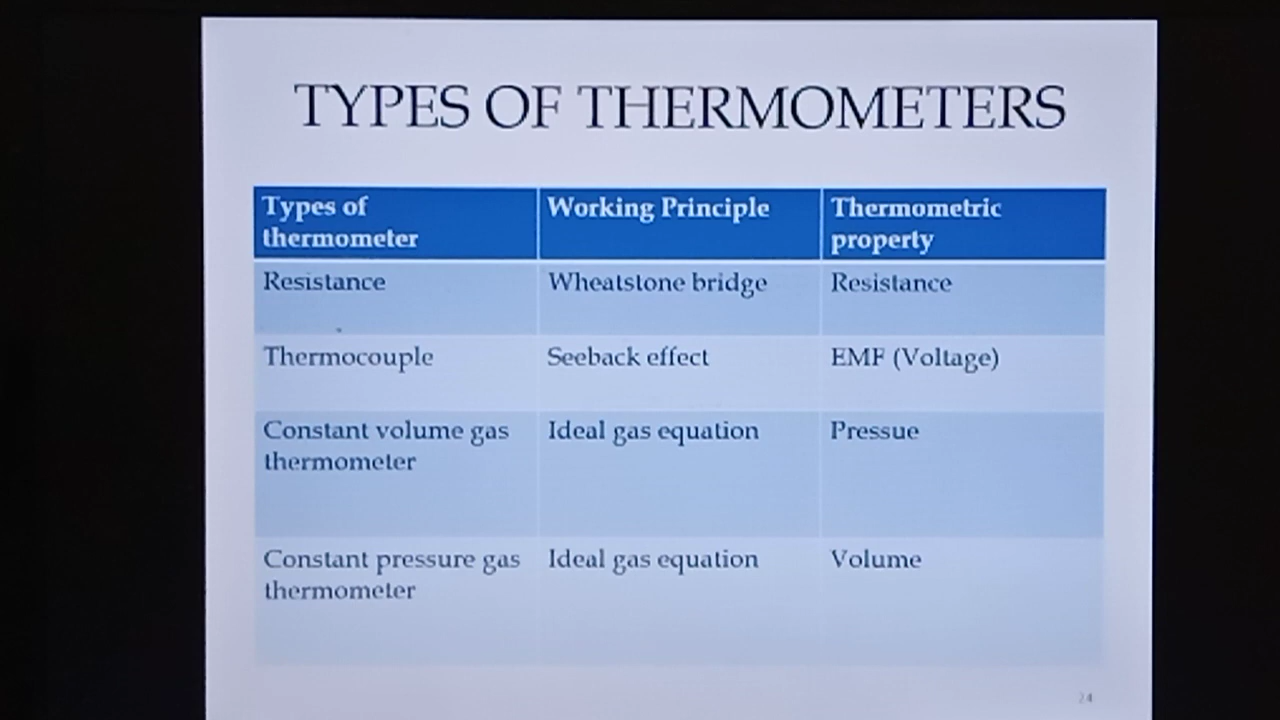 TYPES OF THERMOMETERS
Types of thermometer Working Principle Thermometric property
Resistance Wheatstone bridge Resistance
Thermocouple Seeback effect EMF (Voltage)
Constant volume gas thermometer Ideal gas equation Pressue
Constant pressure gas thermometer Ideal gas equation Volume
24